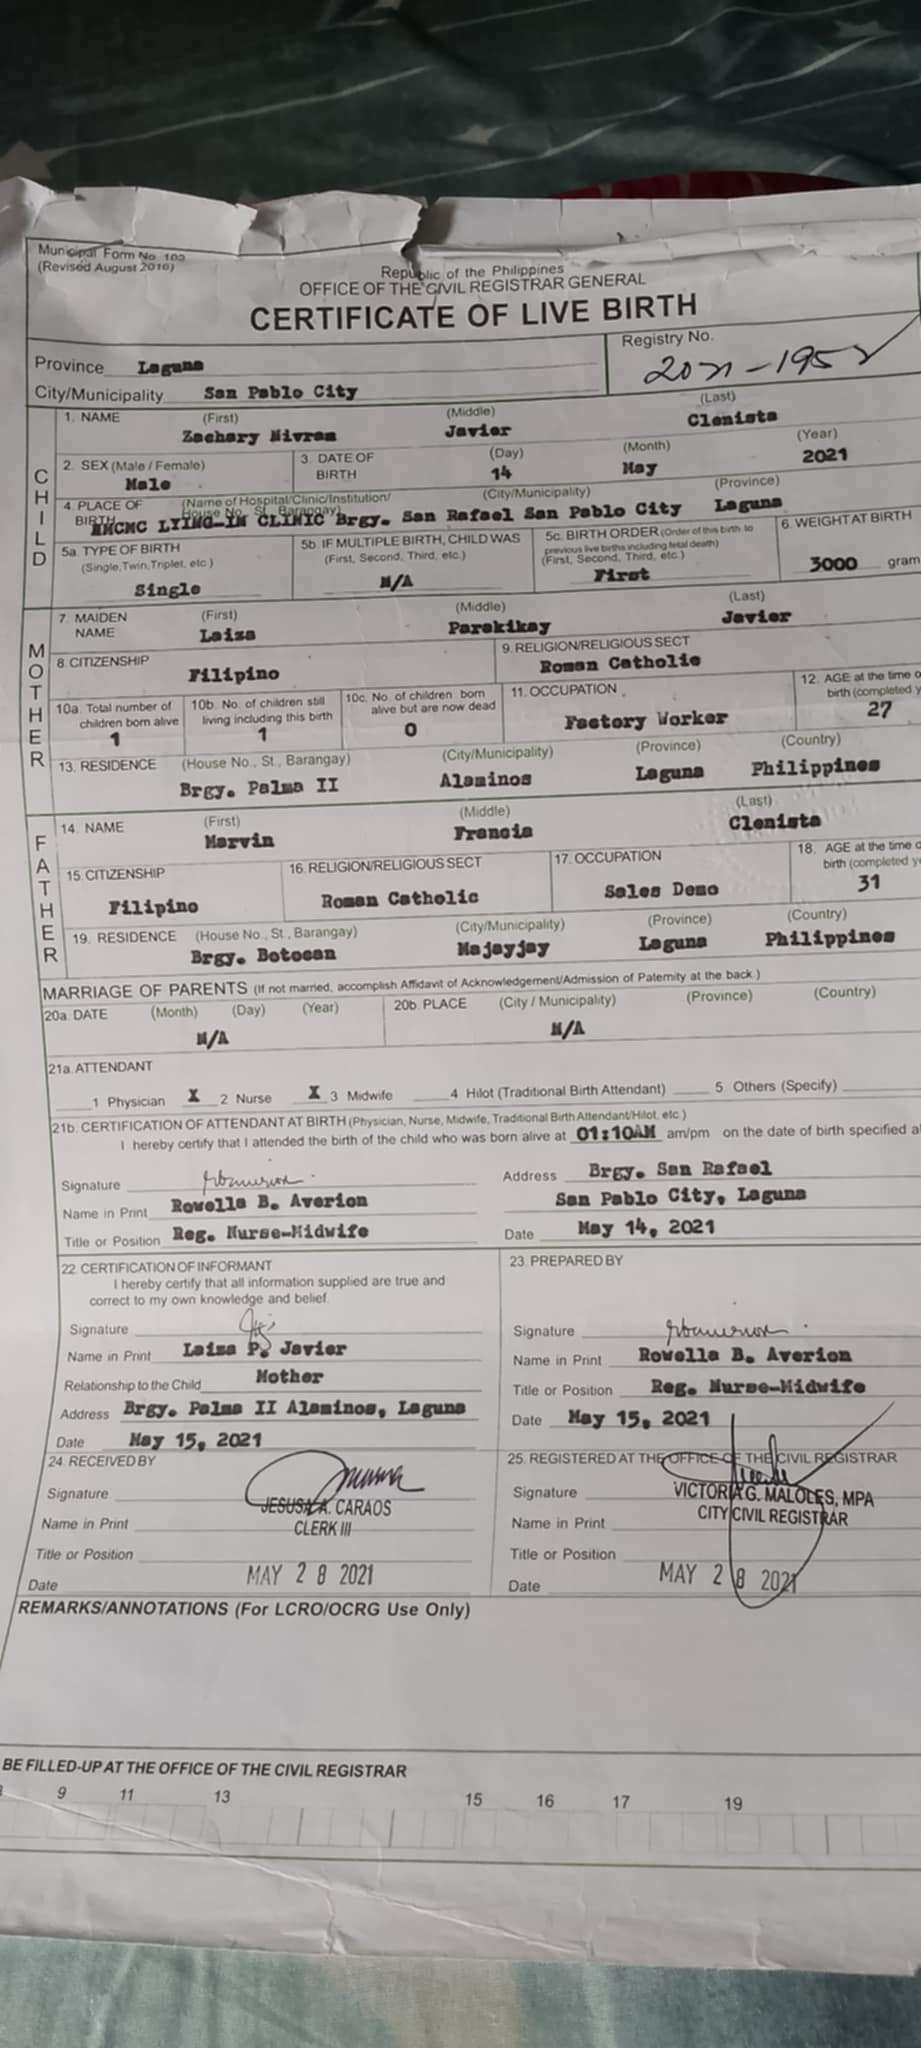 Municipal Form No. 102
(Revised August 2016)
Republic of the Philippines
OFFICE OF THE CIVIL REGISTRAR GENERAL
CERTIFICATE OF LIVE BIRTH
Province Laguna
Registry No.
City/Municipality San Pablo City
2021-1952
CHILD
1. NAME (First) (Middle) (Last)
Zachary Mivran Javier Clenista
2. SEX (Male / Female) 3. DATE OF BIRTH (Day) (Month) (Year)
Male 14 May 2021
4. PLACE OF BIRTH (Name of Hospital/Clinic/Institution/ House No., St., Barangay) (City/Municipality) (Province)
LYING-IN CLINIC Brgy. San Rafael San Pablo City Laguna
5a. TYPE OF BIRTH (Single, Twin, Triplet, etc.)
Single
5b. IF MULTIPLE BIRTH, CHILD WAS (First, Second, Third, etc.)
N/A
5c. BIRTH ORDER (Order of this birth to previous live births including fetal death) (First, Second, Third, etc.)
First
6. WEIGHT AT BIRTH
3000 gram
MOTHER
7. MAIDEN NAME (First) (Middle) (Last)
Laiza Parakikay Javier
8. CITIZENSHIP
Filipino
9. RELIGION/RELIGIOUS SECT
Roman Catholic
10a. Total number of children born alive
1
10b. No. of children still living including this birth
1
10c. No. of children born alive but are now dead
0
11. OCCUPATION
Factory Worker
12. AGE at the time o
birth (completed y
27
13. RESIDENCE (House No., St., Barangay) (City/Municipality) (Province) (Country)
Brgy. Palma II Alaminos Laguna Philippines
FATHER
14. NAME (First) (Middle) (Last)
Marvin Francia Clenista
15. CITIZENSHIP
Filipino
16. RELIGION/RELIGIOUS SECT
Roman Catholic
17. OCCUPATION
Sales Demo
18. AGE at the time o
birth (completed ye
31
19. RESIDENCE (House No., St., Barangay) (City/Municipality) (Province) (Country)
Brgy. Botocan Majayjay Laguna Philippines
MARRIAGE OF PARENTS (If not married, accomplish Affidavit of Acknowledgement/Admission of Paternity at the back.)
20a. DATE (Month) (Day) (Year) 20b. PLACE (City / Municipality) (Province) (Country)
N/A N/A
21a. ATTENDANT
1 Physician X 2 Nurse X 3 Midwife 4 Hilot (Traditional Birth Attendant) 5 Others (Specify)
21b. CERTIFICATION OF ATTENDANT AT BIRTH (Physician, Nurse, Midwife, Traditional Birth Attendant/Hilot, etc.)
I hereby certify that I attended the birth of the child who was born alive at 01:10AM am/pm on the date of birth specified a
Signature Address Brgy. San Rafael
Name in Print Rowella B. Averion San Pablo City, Laguna
Title or Position Reg. Nurse-Midwife Date May 14, 2021
22. CERTIFICATION OF INFORMANT
I hereby certify that all information supplied are true and
correct to my own knowledge and belief.
Signature
Name in Print Laiza P. Javier
Relationship to the Child Mother
Address Brgy. Palma II Alaminos, Laguna
Date May 15, 2021
23. PREPARED BY
Signature
Name in Print Rowella B. Averion
Title or Position Reg. Nurse-Midwife
Date May 15, 2021
24. RECEIVED BY
Signature
JESUSA A. CARAOS
Name in Print
CLERK III
Title or Position
Date MAY 28 2021
25. REGISTERED AT THE OFFICE OF THE CIVIL REGISTRAR
Signature
VICTORIA G. MALOLES, MPA
Name in Print CITY CIVIL REGISTRAR
Title or Position
Date MAY 28 2021
REMARKS/ANNOTATIONS (For LCRO/OCRG Use Only)
BE FILLED-UP AT THE OFFICE OF THE CIVIL REGISTRAR
9 11 13 15 16 17 19